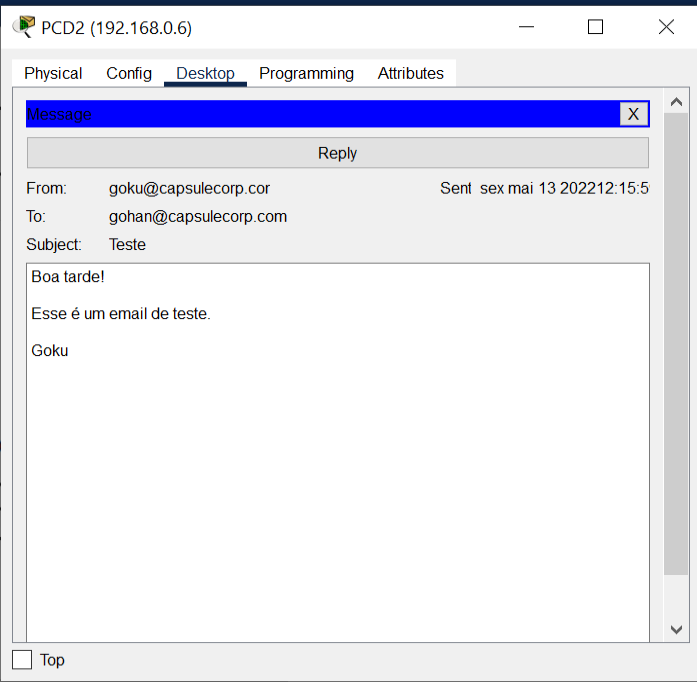 PCD2 (192.168.0.6)
Physical Config Desktop Programming Attributes
Message X
Reply
From: goku@capsulecorp.cor Sent sex mai 13 202212:15:5
To: gohan@capsulecorp.com
Subject: Teste
Boa tarde!
Esse é um email de teste.
Goku
Top